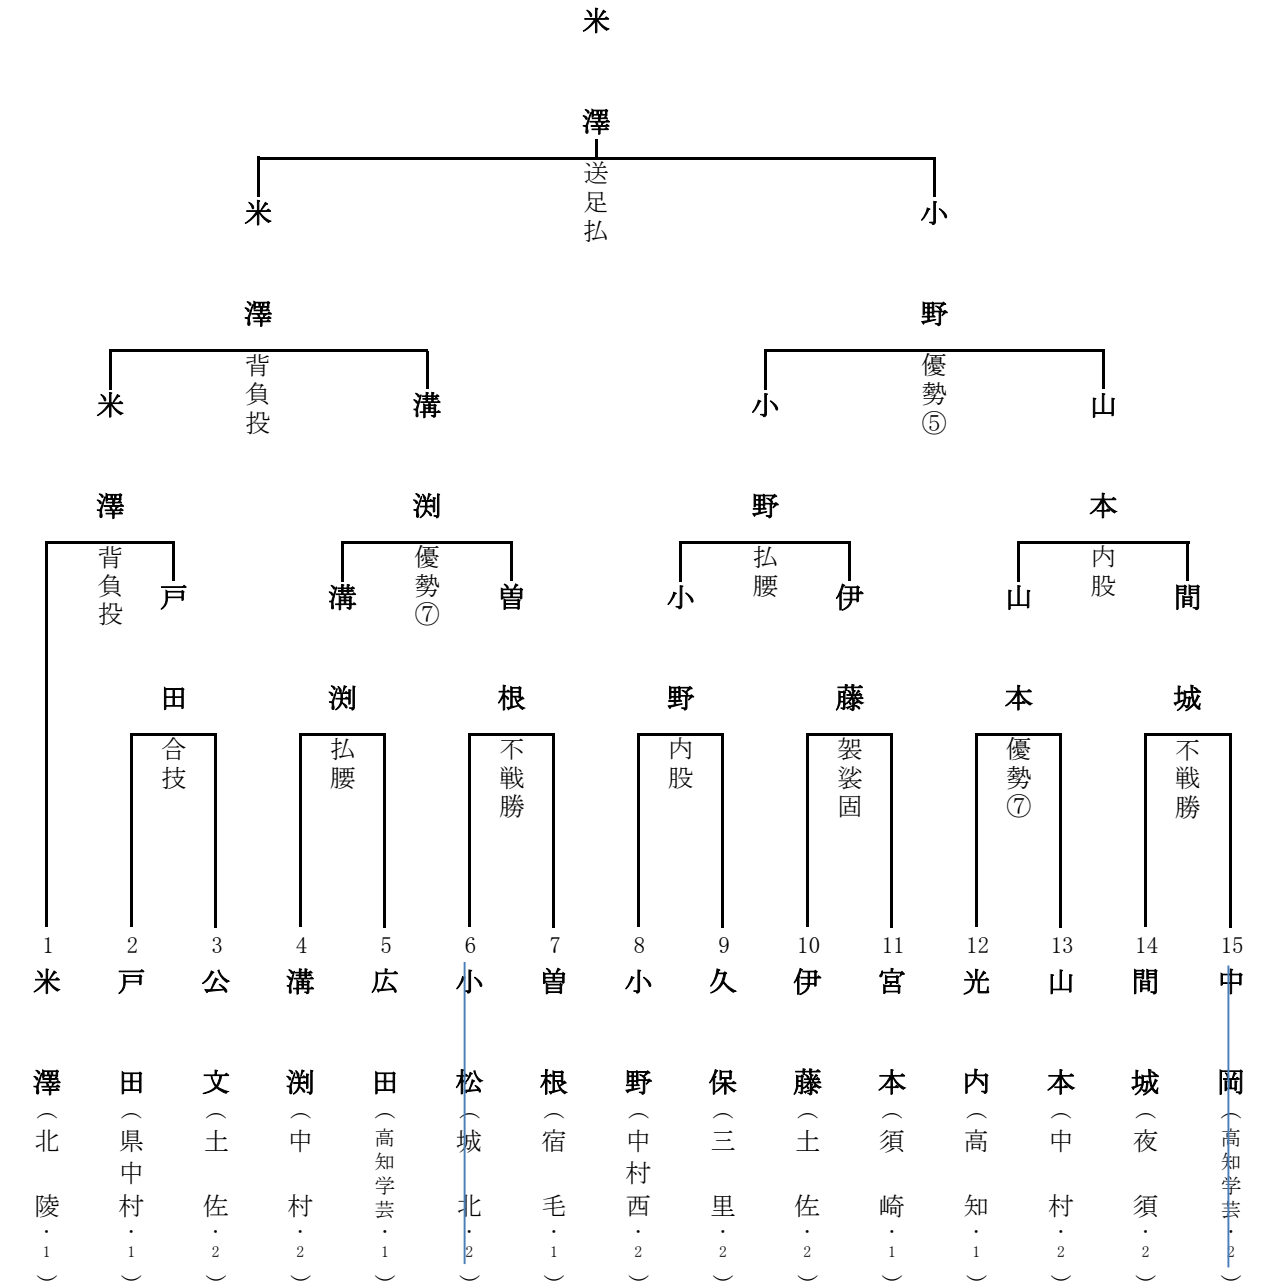 米澤
送足払
米澤
小野
背負投
優勢⑤
米澤
溝渕
小野
山本
背負投
優勢⑦
払腰
内股
戸田
溝渕
曽根
小野
伊藤
山本
間城
合技
払腰
不戦勝
内股
袈裟固
優勢⑦
不戦勝
1 米澤(北陵・1)
2 戸田(県中村・1)
3 公文(土佐・2)
4 溝渕(中村・2)
5 広田(高知学芸・1)
6 小松(城北・2)
7 曽根(宿毛・1)
8 小野(中村西・2)
9 久保(三里・2)
10 伊藤(土佐・2)
11 宮本(須崎・1)
12 光内(高知・1)
13 山本(中村・2)
14 間城(夜須・2)
15 中岡(高知学芸・2)